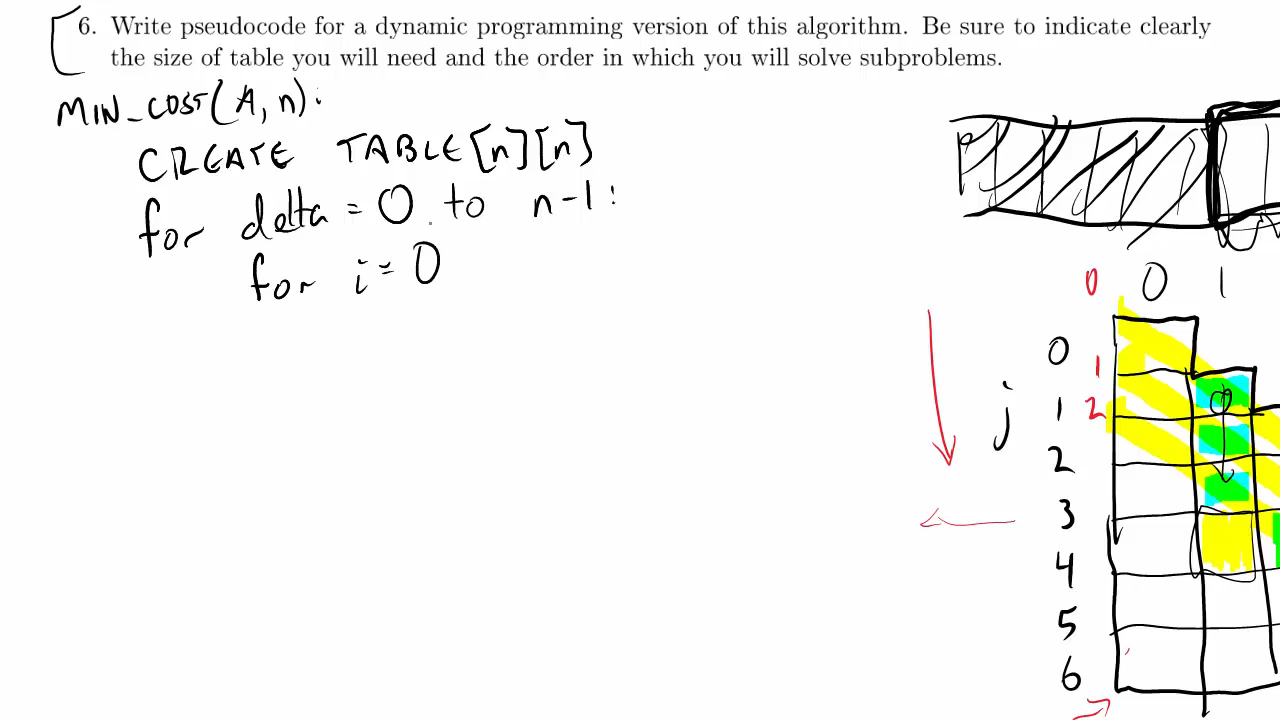 6. Write pseudocode for a dynamic programming version of this algorithm. Be sure to indicate clearly
the size of table you will need and the order in which you will solve subproblems.
MIN_COST(A, n):
CREATE TABLE[n][n]
for delta = 0 to n-1:
for i = 0
0 0 1
0
1
j 1 2
2
3
4
5
6